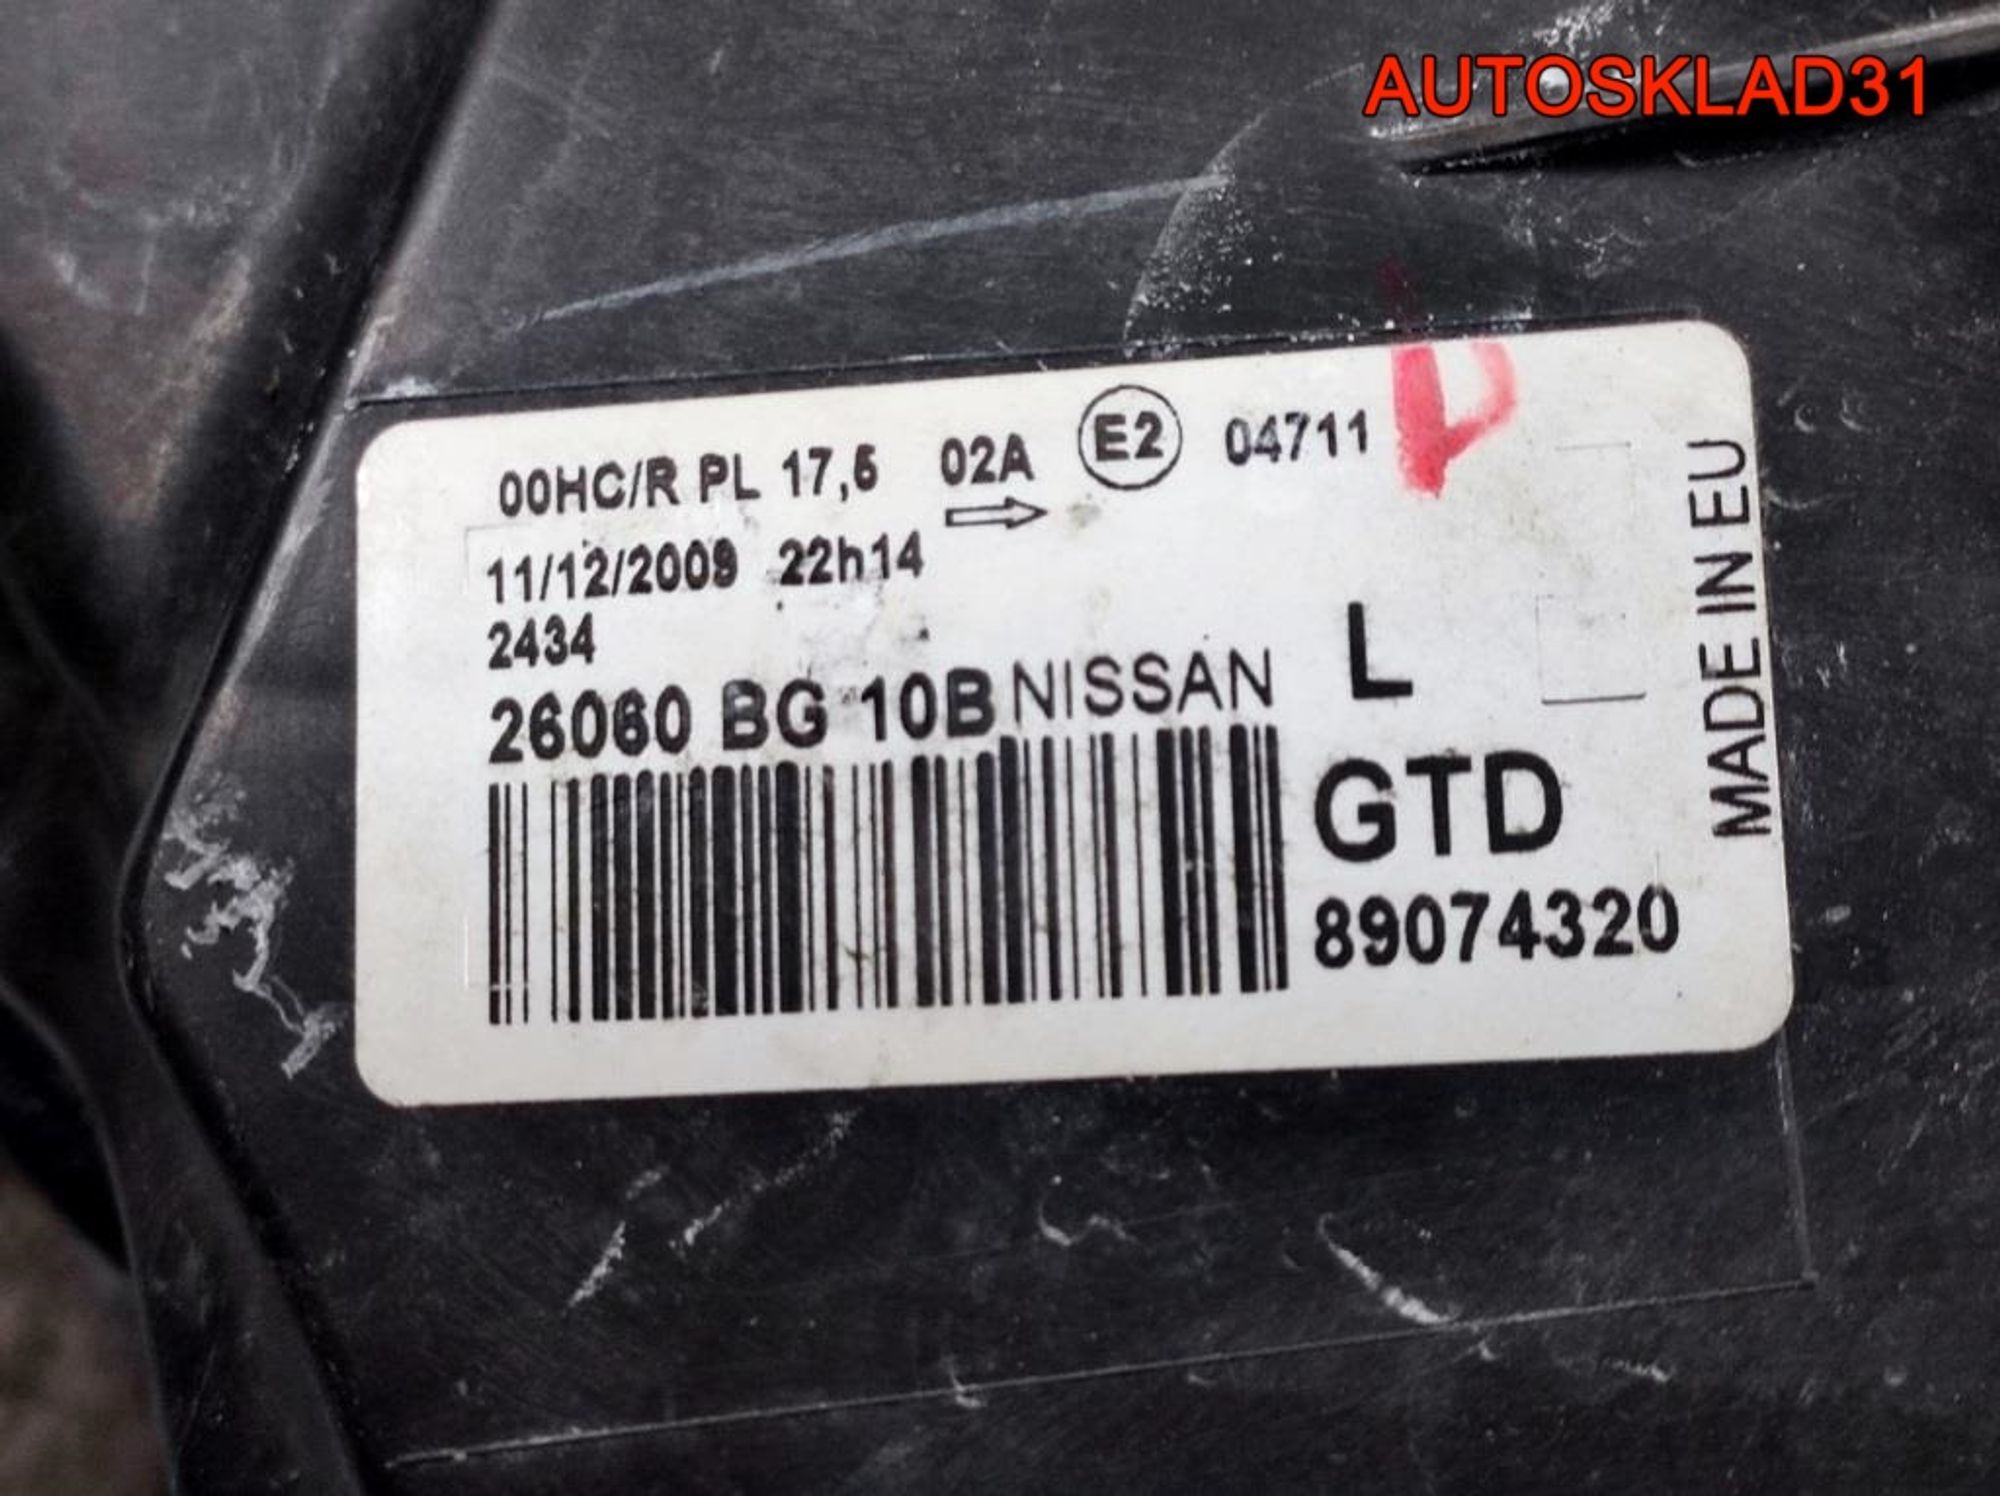 AUTOSKLAD31
00HC/R PL 17,5 02A E2 04711
11/12/2009 22h14
2434
26060 BG 10B NISSAN L
GTD
89074320
MADE IN EU